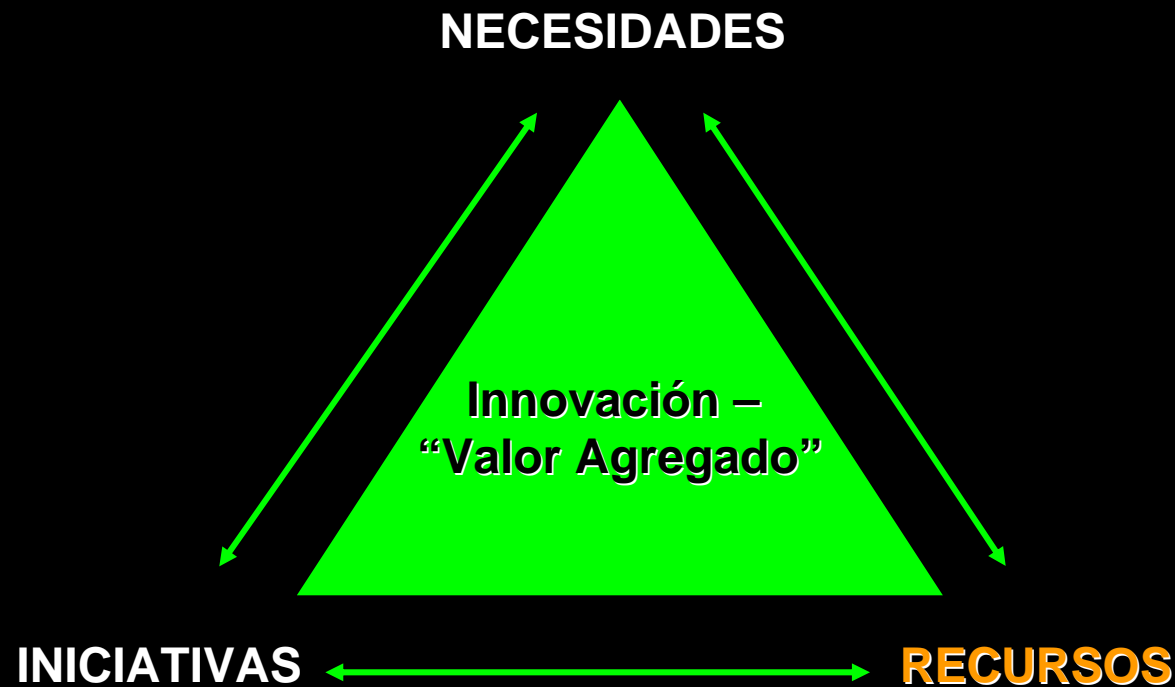 NECESIDADES
Innovación –
“Valor Agregado”
INICIATIVAS
RECURSOS